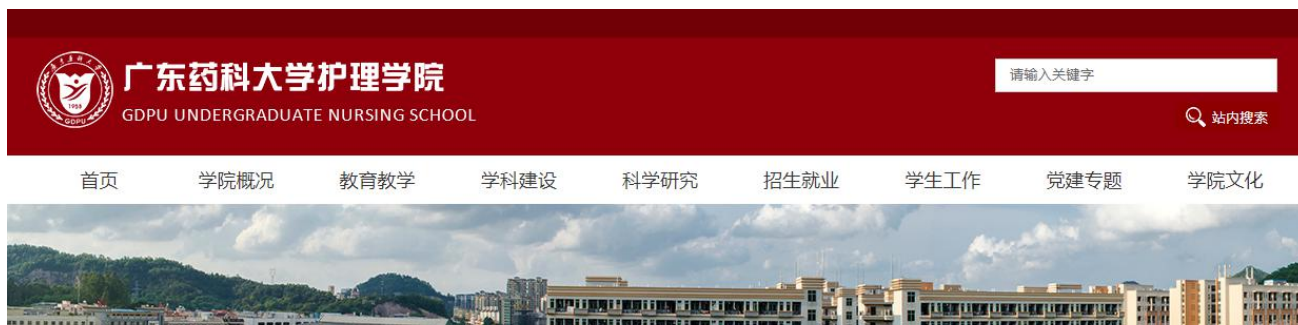 广东药科大学护理学院
GDPU UNDERGRADUATE NURSING SCHOOL
1958
GDPU
请输入关键字
站内搜索
首页 学院概况 教育教学 学科建设 科学研究 招生就业 学生工作 党建专题 学院文化